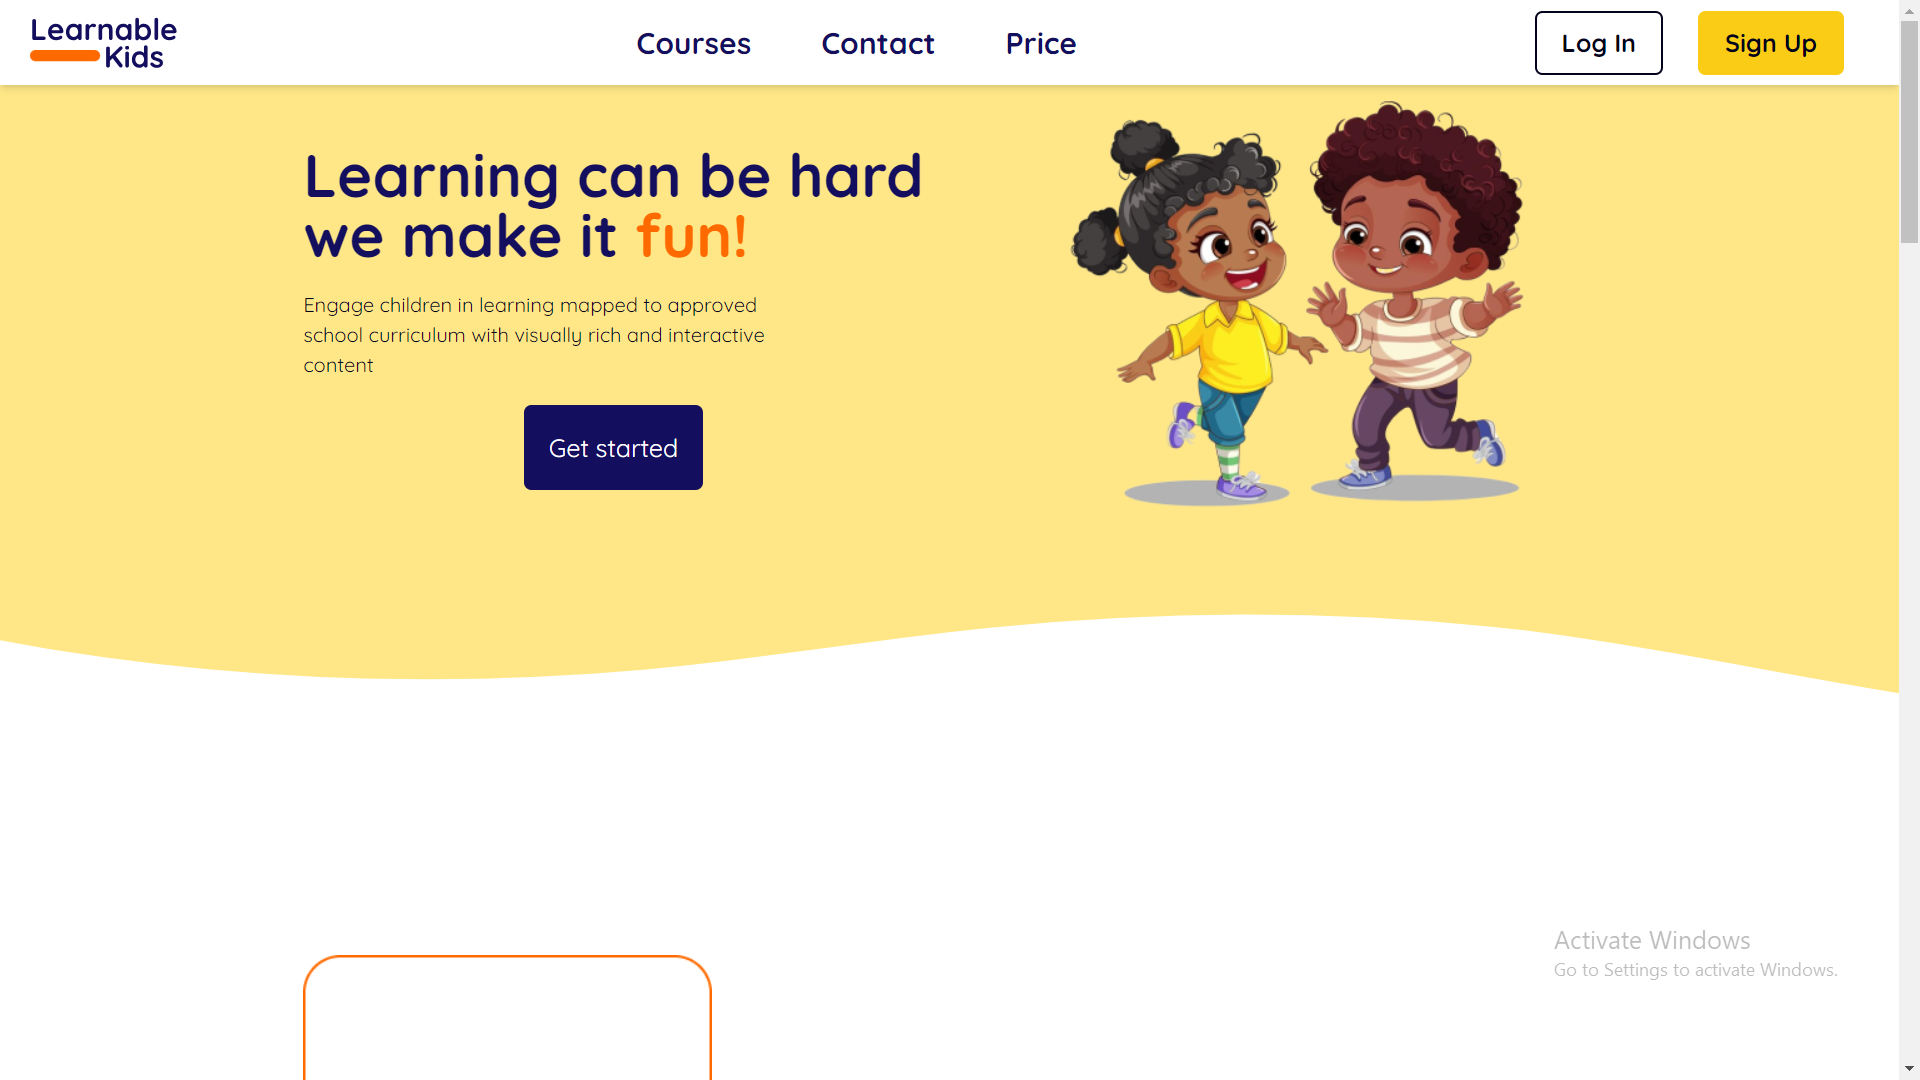 Learnable
Kids
Courses
Contact
Price
Log In
Sign Up
Learning can be hard
we make it fun!
Engage children in learning mapped to approved
school curriculum with visually rich and interactive
content
Get started
Activate Windows
Go to Settings to activate Windows.